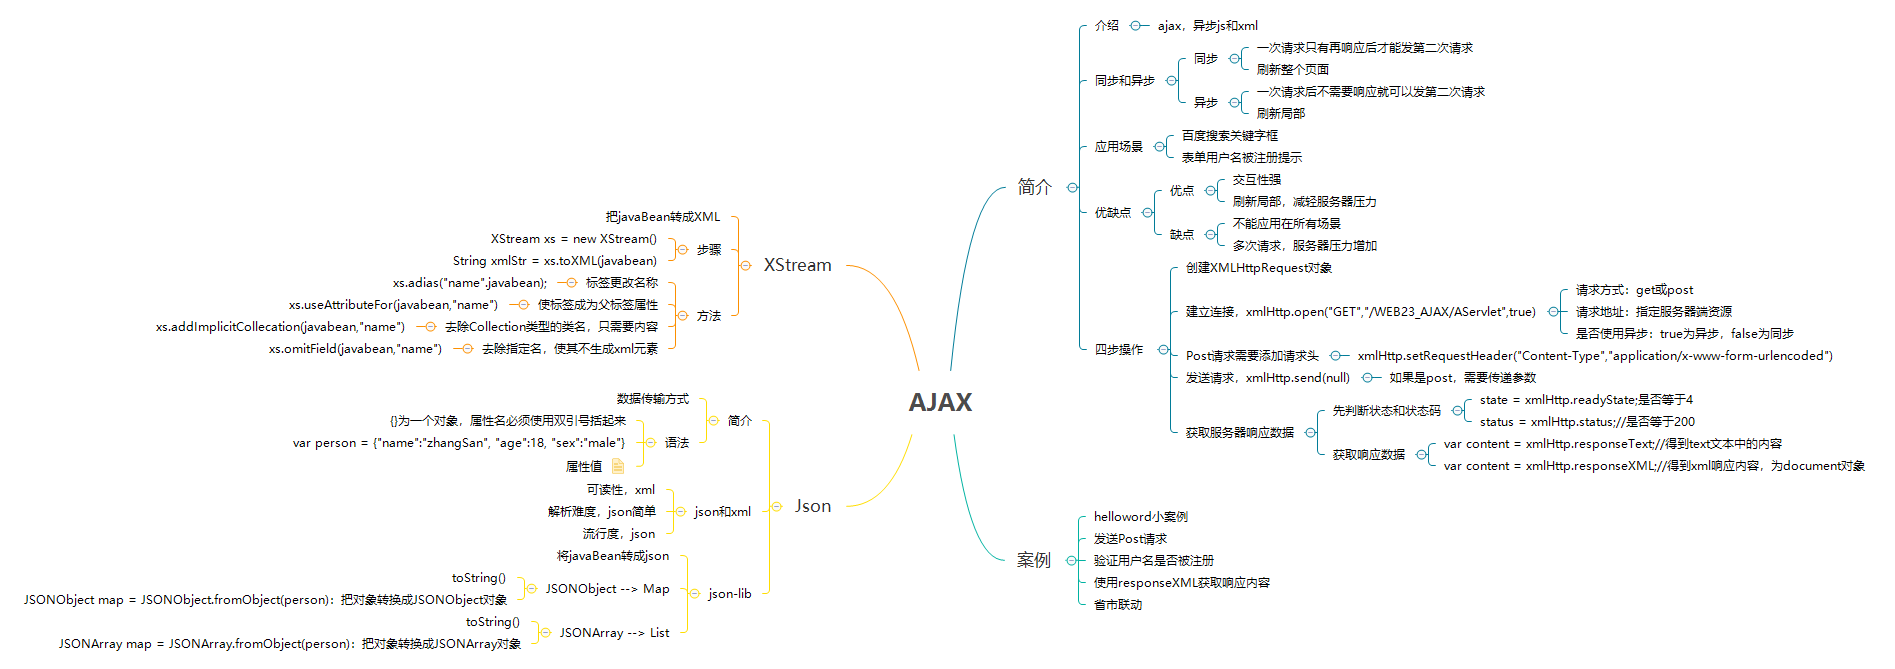 AJAX
简介
介绍
ajax，异步js和xml
同步和异步
同步
一次请求只有再响应后才能发第二次请求
刷新整个页面
异步
一次请求后不需要响应就可以发第二次请求
刷新局部
应用场景
百度搜索关键字框
表单用户名被注册提示
优缺点
优点
交互性强
刷新局部，减轻服务器压力
缺点
不能应用在所有场景
多次请求，服务器压力增加
四步操作
创建XMLHttpRequest对象
建立连接，xmlHttp.open("GET","/WEB23_AJAX/AServlet",true)
请求方式：get或post
请求地址：指定服务器端资源
是否使用异步：true为异步，false为同步
Post请求需要添加请求头
xmlHttp.setRequestHeader("Content-Type","application/x-www-form-urlencoded")
发送请求，xmlHttp.send(null)
如果是post，需要传递参数
获取服务器响应数据
先判断状态和状态码
state = xmlHttp.readyState;是否等于4
status = xmlHttp.status;//是否等于200
获取响应数据
var content = xmlHttp.responseText;//得到text文本中的内容
var content = xmlHttp.responseXML;//得到xml响应内容，为document对象
案例
helloword小案例
发送Post请求
验证用户名是否被注册
使用responseXML获取响应内容
省市联动
XStream
把javaBean转成XML
步骤
XStream xs = new XStream()
String xmlStr = xs.toXML(javabean)
方法
标签更改名称
xs.adias("name".javabean);
使标签成为父标签属性
xs.useAttributeFor(javabean,"name")
去除Collection类型的类名，只需要内容
xs.addImplicitCollecation(javabean,"name")
去除指定名，使其不生成xml元素
xs.omitField(javabean,"name")
Json
简介
数据传输方式
语法
{}为一个对象，属性名必须使用双引号括起来
var person = {"name":"zhangSan", "age":18, "sex":"male"}
属性值
json和xml
可读性，xml
解析难度，json简单
流行度，json
json-lib
将javaBean转成json
JSONObject --> Map
toString()
JSONObject map = JSONObject.fromObject(person)：把对象转换成JSONObject对象
JSONArray --> List
toString()
JSONArray map = JSONArray.fromObject(person)：把对象转换成JSONArray对象